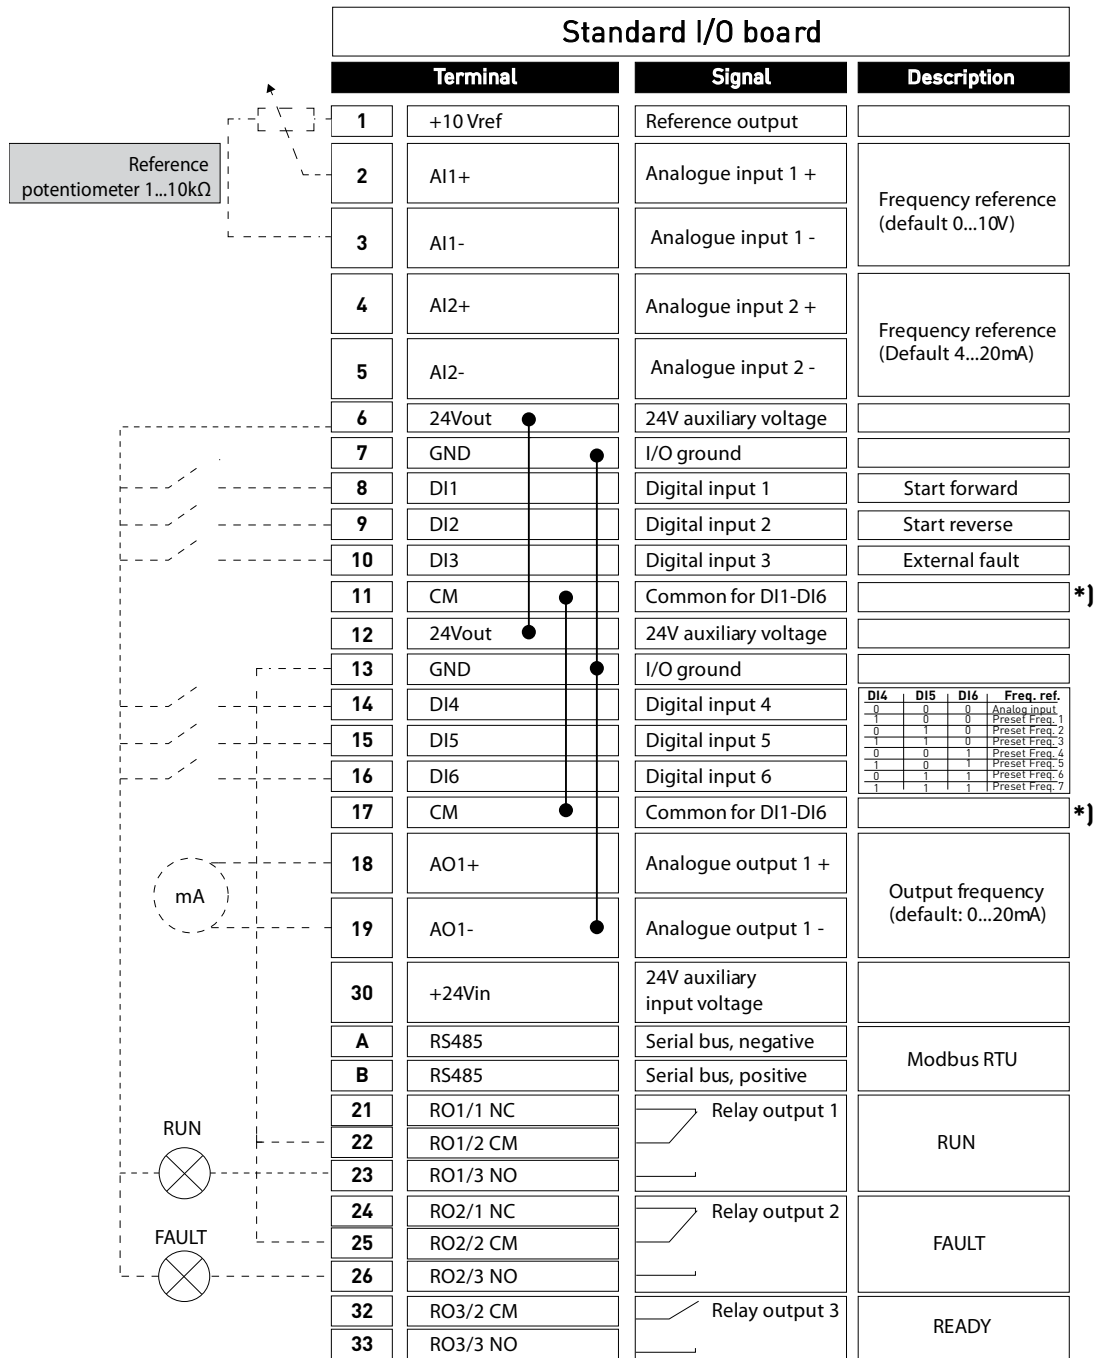 Standard I/O board
Terminal Signal Description
1 +10 Vref Reference output
Reference
potentiometer 1...10kΩ
2 AI1+ Analogue input 1 +
Frequency reference
(default 0...10V)
3 AI1- Analogue input 1 -
4 AI2+ Analogue input 2 +
Frequency reference
(Default 4...20mA)
5 AI2- Analogue input 2 -
6 24Vout 24V auxiliary voltage
7 GND I/O ground
8 DI1 Digital input 1 Start forward
9 DI2 Digital input 2 Start reverse
10 DI3 Digital input 3 External fault
11 CM Common for DI1-DI6 *)
12 24Vout 24V auxiliary voltage
13 GND I/O ground
14 DI4 Digital input 4
15 DI5 Digital input 5
16 DI6 Digital input 6
DI4 DI5 DI6 Freq. ref.
0 0 0 Analog input
1 0 0 Preset Freq. 1
0 1 0 Preset Freq. 2
1 1 0 Preset Freq. 3
0 0 1 Preset Freq. 4
1 0 1 Preset Freq. 5
0 1 1 Preset Freq. 6
1 1 1 Preset Freq. 7
17 CM Common for DI1-DI6 *)
18 AO1+ Analogue output 1 +
mA
Output frequency
(default: 0...20mA)
19 AO1- Analogue output 1 -
30 +24Vin 24V auxiliary
input voltage
A RS485 Serial bus, negative
Modbus RTU
B RS485 Serial bus, positive
21 RO1/1 NC Relay output 1
RUN
22 RO1/2 CM RUN
23 RO1/3 NO
24 RO2/1 NC Relay output 2
FAULT
25 RO2/2 CM FAULT
26 RO2/3 NO
32 RO3/2 CM Relay output 3
READY
33 RO3/3 NO